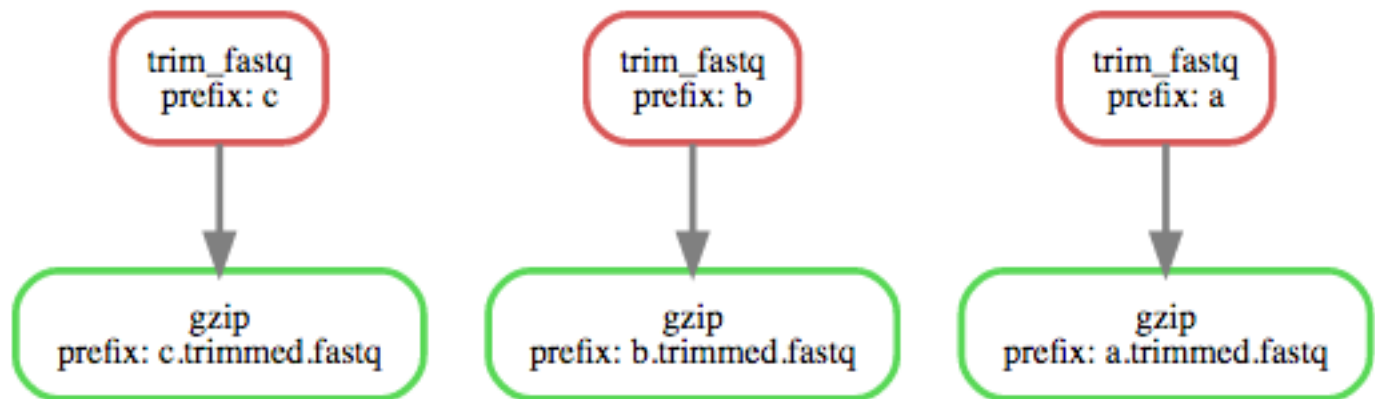 trim_fastq
prefix: c
trim_fastq
prefix: b
trim_fastq
prefix: a
gzip
prefix: c.trimmed.fastq
gzip
prefix: b.trimmed.fastq
gzip
prefix: a.trimmed.fastq